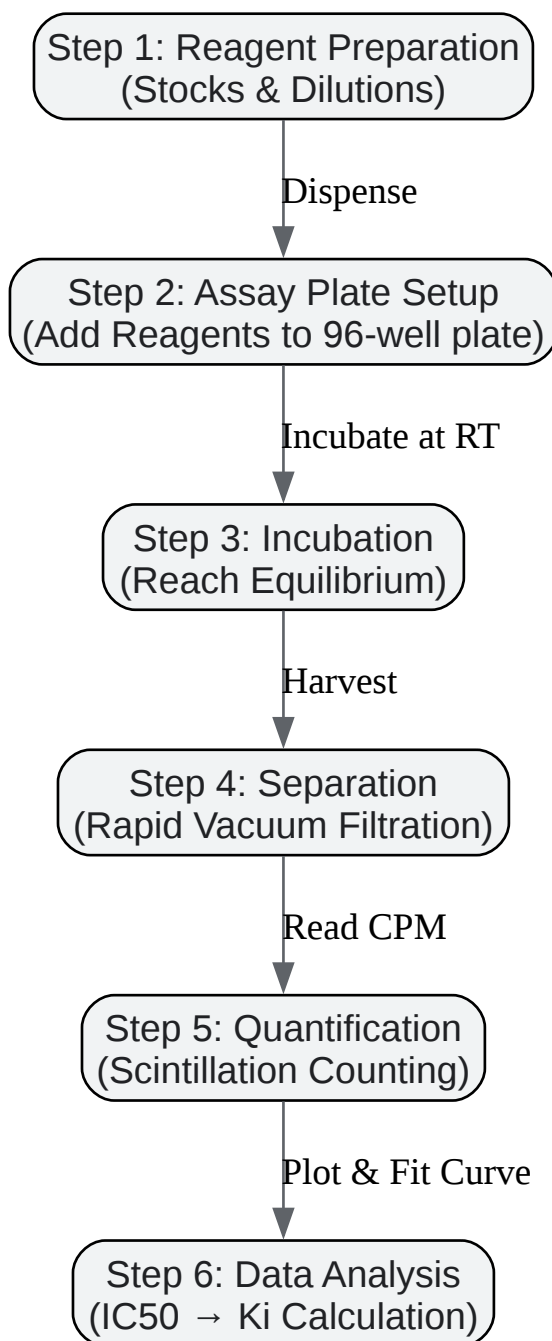 Step 1: Reagent Preparation
(Stocks & Dilutions)
Dispense
Step 2: Assay Plate Setup
(Add Reagents to 96-well plate)
Incubate at RT
Step 3: Incubation
(Reach Equilibrium)
Harvest
Step 4: Separation
(Rapid Vacuum Filtration)
Read CPM
Step 5: Quantification
(Scintillation Counting)
Plot & Fit Curve
Step 6: Data Analysis
(IC50 → Ki Calculation)